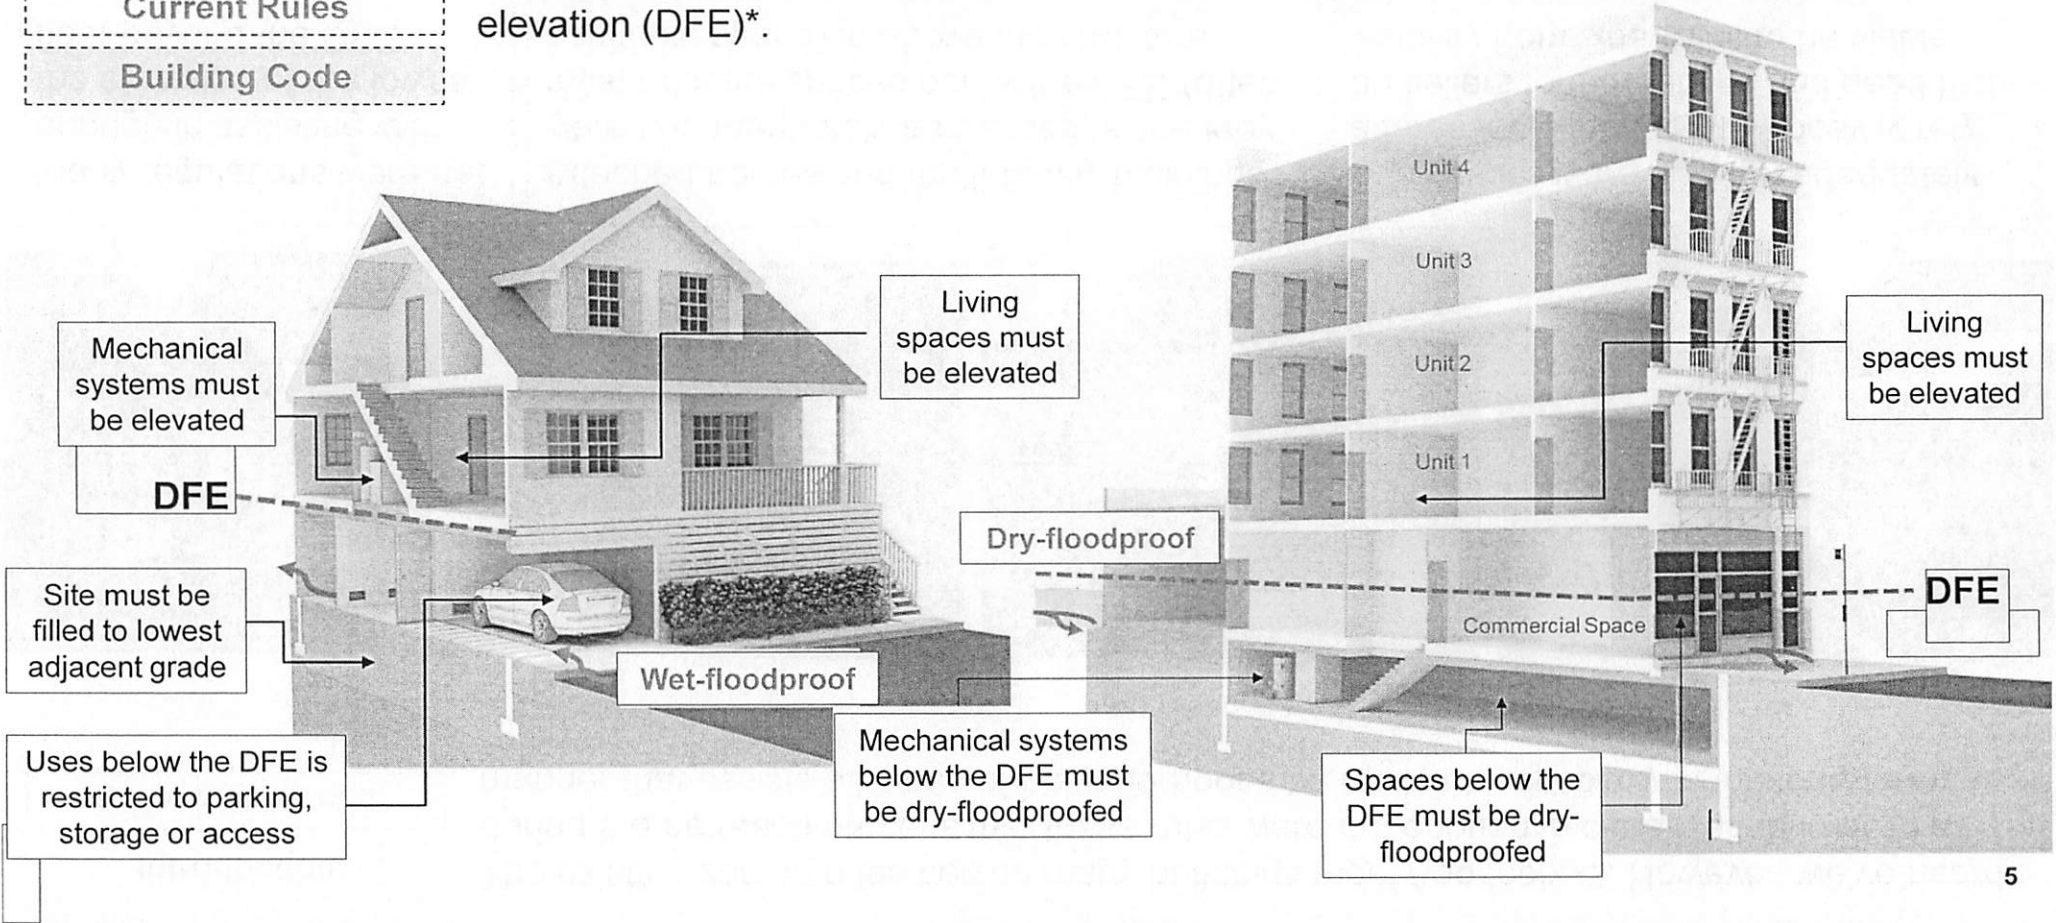 Current Rules
Building Code
elevation (DFE)*.
Mechanical
systems must
be elevated
DFE
Site must be
filled to lowest
adjacent grade
Uses below the DFE is
restricted to parking,
storage or access
Living
spaces must
be elevated
Wet-floodproof
Dry-floodproof
Mechanical systems
below the DFE must
be dry-floodproofed
Unit 4
Unit 3
Unit 2
Unit 1
Commercial Space
Living
spaces must
be elevated
DFE
Spaces below the
DFE must be dry-
floodproofed
5